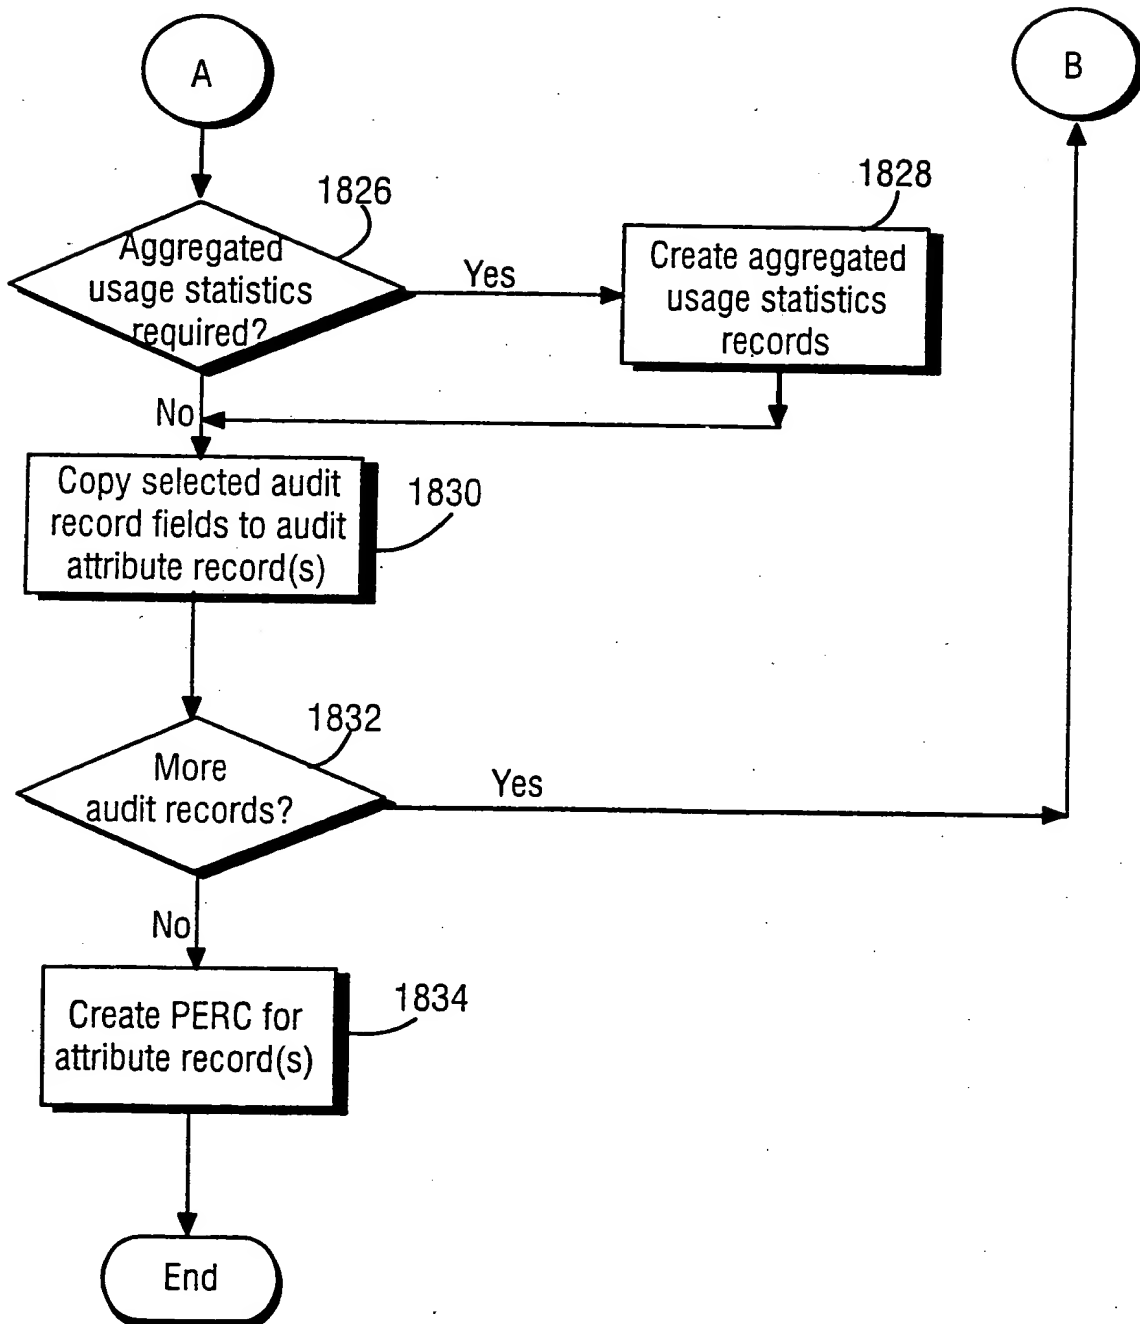 A
B
1826
1828
Aggregated
usage statistics
required?
Yes
Create aggregated
usage statistics
records
No
Copy selected audit
record fields to audit
attribute record(s)
1830
1832
More
audit records?
Yes
No
Create PERC for
attribute record(s)
1834
End